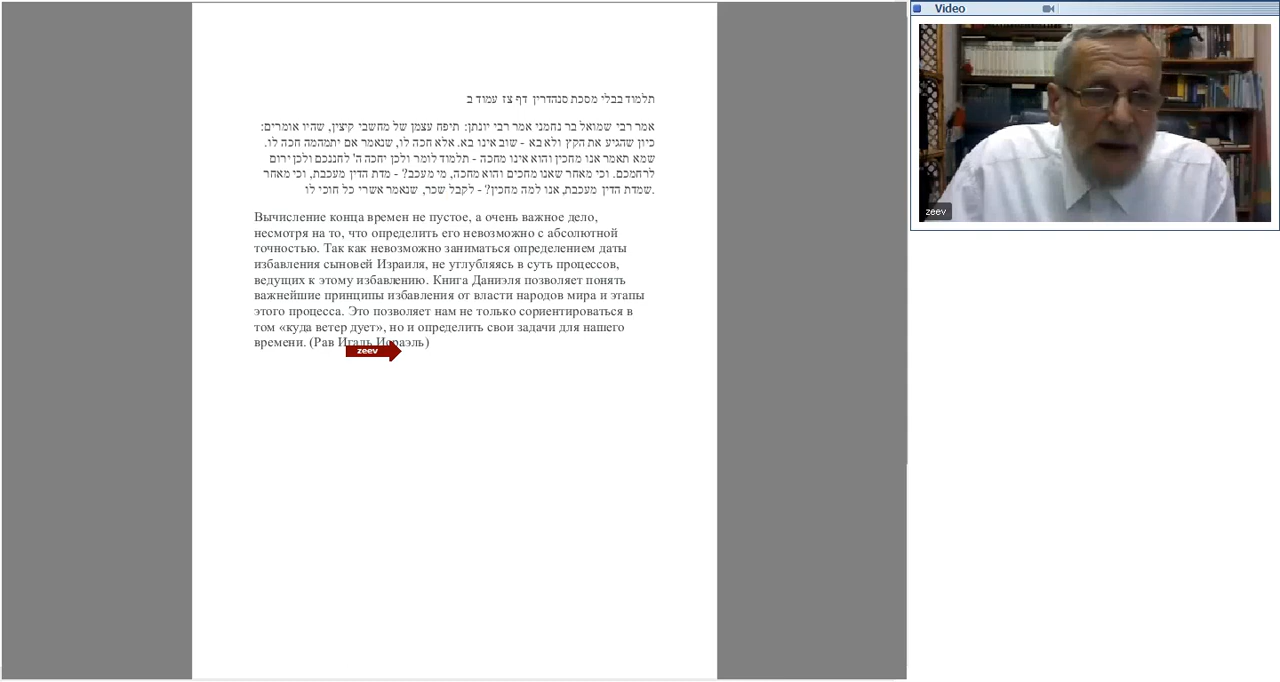 Video
תלמוד בבלי מסכת סנהדרין דף צז עמוד ב
אמר רבי שמואל בר נחמני אמר רבי יונתן: תיפח עצמן של מחשבי קיצין, שהיו אומרים:
כיון שהגיע את הקץ ולא בא - שוב אינו בא. אלא חכה לו, שנאמר אם יתמהמה חכה לו.
שמא תאמר אנו מחכין והוא אינו מחכה - תלמוד לומר ולכן יחכה ה' לחננכם ולכן ירום
לרחמכם. וכי מאחר שאנו מחכים והוא מחכה, מי מעכב? - מדת הדין מעכבת, וכי מאחר
שמדת הדין מעכבת, אנו למה מחכין? - לקבל שכר, שנאמר אשרי כל חוכי לו.
Вычисление конца времен не пустое, а очень важное дело,
несмотря на то, что определить его невозможно с абсолютной
точностью. Так как невозможно заниматься определением даты
избавления сыновей Израиля, не углубляясь в суть процессов,
ведущих к этому избавлению. Книга Даниэля позволяет понять
важнейшие принципы избавления от власти народов мира и этапы
этого процесса. Это позволяет нам не только сориентироваться в
том «куда ветер дует», но и определить свои задачи для нашего
времени. (Рав Игаль Исраэль)
zeev
zeev